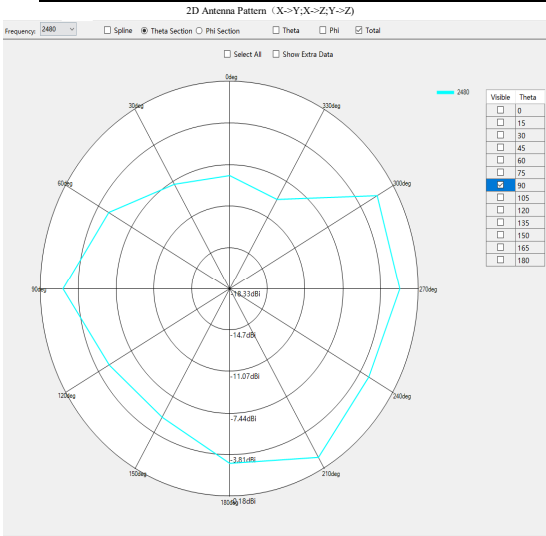 2D Antenna Pattern（X->Y;X->Z;Y->Z)
Frequency: 2480 Spline Theta Section Phi Section Theta Phi Total
Select All Show Extra Data
0deg
2480
Visible Theta
30deg
330deg
0
15
30
45
60
75
90
105
120
135
150
165
180
60deg
300deg
90deg
-18.33dBi
270deg
-14.7dBi
-11.07dBi
120deg
240deg
-7.44dBi
-3.81dBi
150deg
210deg
180deg
-0.18dBi